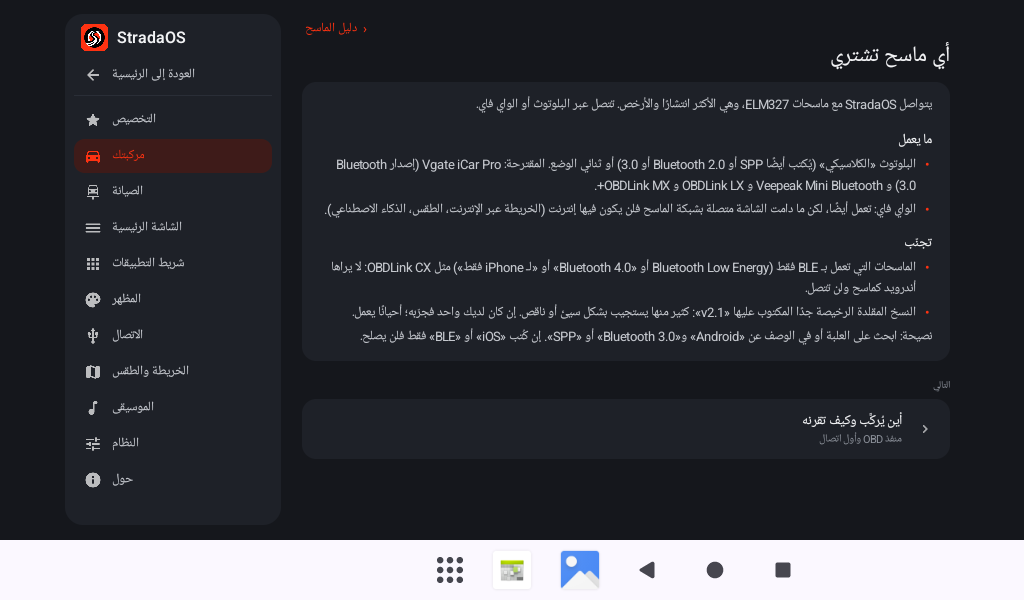 StradaOS
العودة إلى الرئيسية
التخصيص
مركبتك
الصيانة
الشاشة الرئيسية
شريط التطبيقات
المظهر
الاتصال
الخريطة والطقس
الموسيقى
النظام
حول
‹ دليل الماسح
أي ماسح تشتري
يتواصل StradaOS مع ماسحات ELM327، وهي الأكثر انتشارًا والأرخص. تتصل عبر البلوتوث أو الواي فاي.
ما يعمل
• البلوتوث «الكلاسيكي» (يُكتب أيضًا SPP أو Bluetooth 2.0 أو 3.0) أو ثنائي الوضع. المقترحة: Vgate iCar Pro (إصدار Bluetooth
3.0) و Veepeak Mini Bluetooth و OBDLink LX و OBDLink MX+.
• الواي فاي: تعمل أيضًا، لكن ما دامت الشاشة متصلة بشبكة الماسح فلن يكون فيها إنترنت (الخريطة عبر الإنترنت، الطقس، الذكاء الاصطناعي).
تجنّب
• الماسحات التي تعمل بـ BLE فقط (Bluetooth Low Energy أو «Bluetooth 4.0» أو «لـ iPhone فقط») مثل OBDLink CX: لا يراها
أندرويد كماسح ولن تتصل.
• النسخ المقلدة الرخيصة جدًا المكتوب عليها «v2.1»: كثير منها يستجيب بشكل سيئ أو ناقص. إن كان لديك واحد فجرّبه؛ أحيانًا يعمل.
نصيحة: ابحث على العلبة أو في الوصف عن «Android» و«Bluetooth 3.0» أو «SPP». إن كُتب «iOS» أو «BLE» فقط فلن يصلح.
التالي
أين يُركَّب وكيف تقرنه
منفذ OBD وأول اتصال